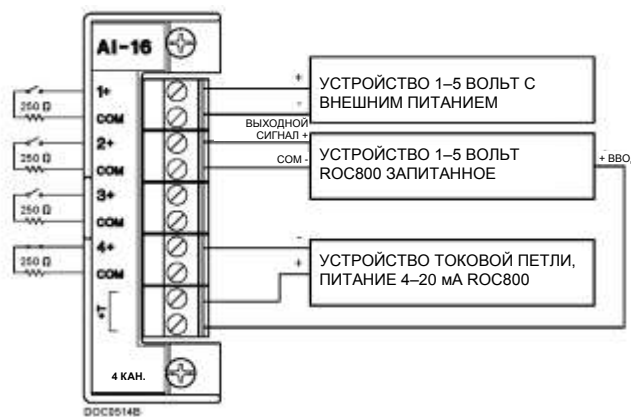 AI-16
1+
250 Ω
COM
2+
250 Ω
COM
3+
250 Ω
COM
4+
250 Ω
COM
+T
4 КАН.
DOC0514B
+
-
УСТРОЙСТВО 1–5 ВОЛЬТ С
ВНЕШНИМ ПИТАНИЕМ
ВЫХОДНОЙ
СИГНАЛ +
COM -
УСТРОЙСТВО 1–5 ВОЛЬТ
ROC800 ЗАПИТАННОЕ
+ ВВО
-
+
УСТРОЙСТВО ТОКОВОЙ ПЕТЛИ,
ПИТАНИЕ 4–20 мА ROC800